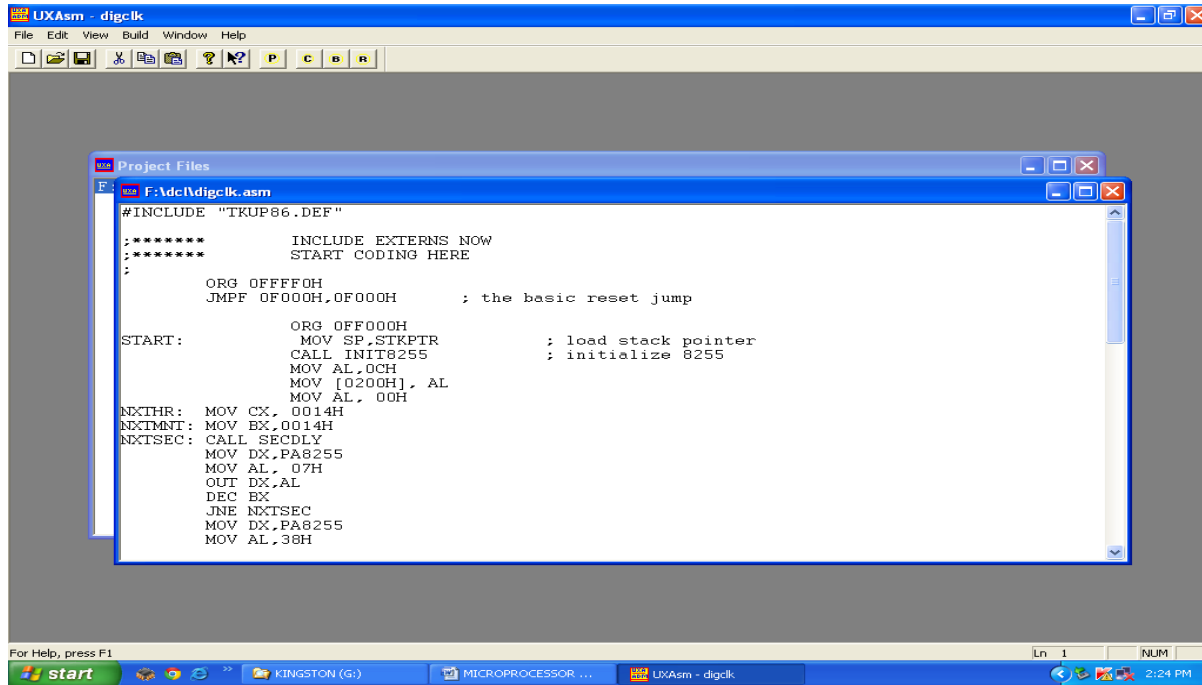 UXAsm - digclk
File Edit View Build Window Help
P C B R
Project Files
F:
F:\dcl\digclk.asm
#INCLUDE "TKUP86.DEF"
;******* INCLUDE EXTERNS NOW
;******* START CODING HERE
;
ORG 0FFFF0H
JMPF 0F000H,0F000H ; the basic reset jump
ORG 0FF000H
START: MOV SP,STKPTR ; load stack pointer
CALL INIT8255 ; initialize 8255
MOV AL,0CH
MOV [0200H], AL
MOV AL, 00H
NXTHR: MOV CX, 0014H
NXTMNT: MOV BX,0014H
NXTSEC: CALL SECDLY
MOV DX,PA8255
MOV AL, 07H
OUT DX,AL
DEC BX
JNE NXTSEC
MOV DX,PA8255
MOV AL,38H
For Help, press F1
Ln 1 NUM
start KINGSTON (G:) MICROPROCESSOR ... UXAsm - digclk 2:24 PM